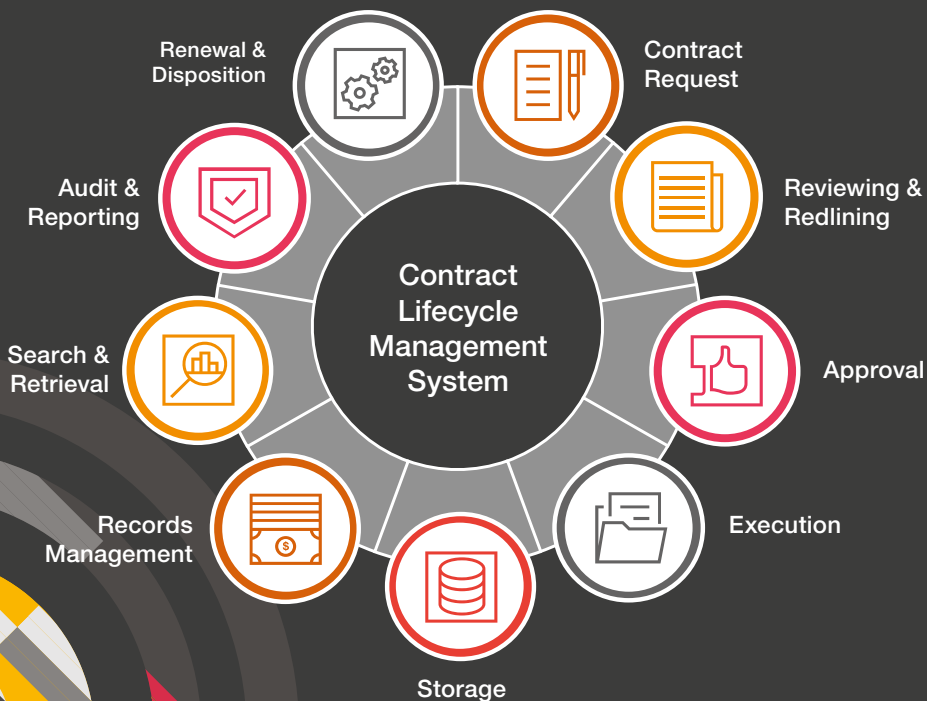 Contract
Lifecycle
Management
System
Contract
Request
Reviewing &
Redlining
Approval
Execution
Storage
Records
Management
$
Search &
Retrieval
Audit &
Reporting
Renewal &
Disposition